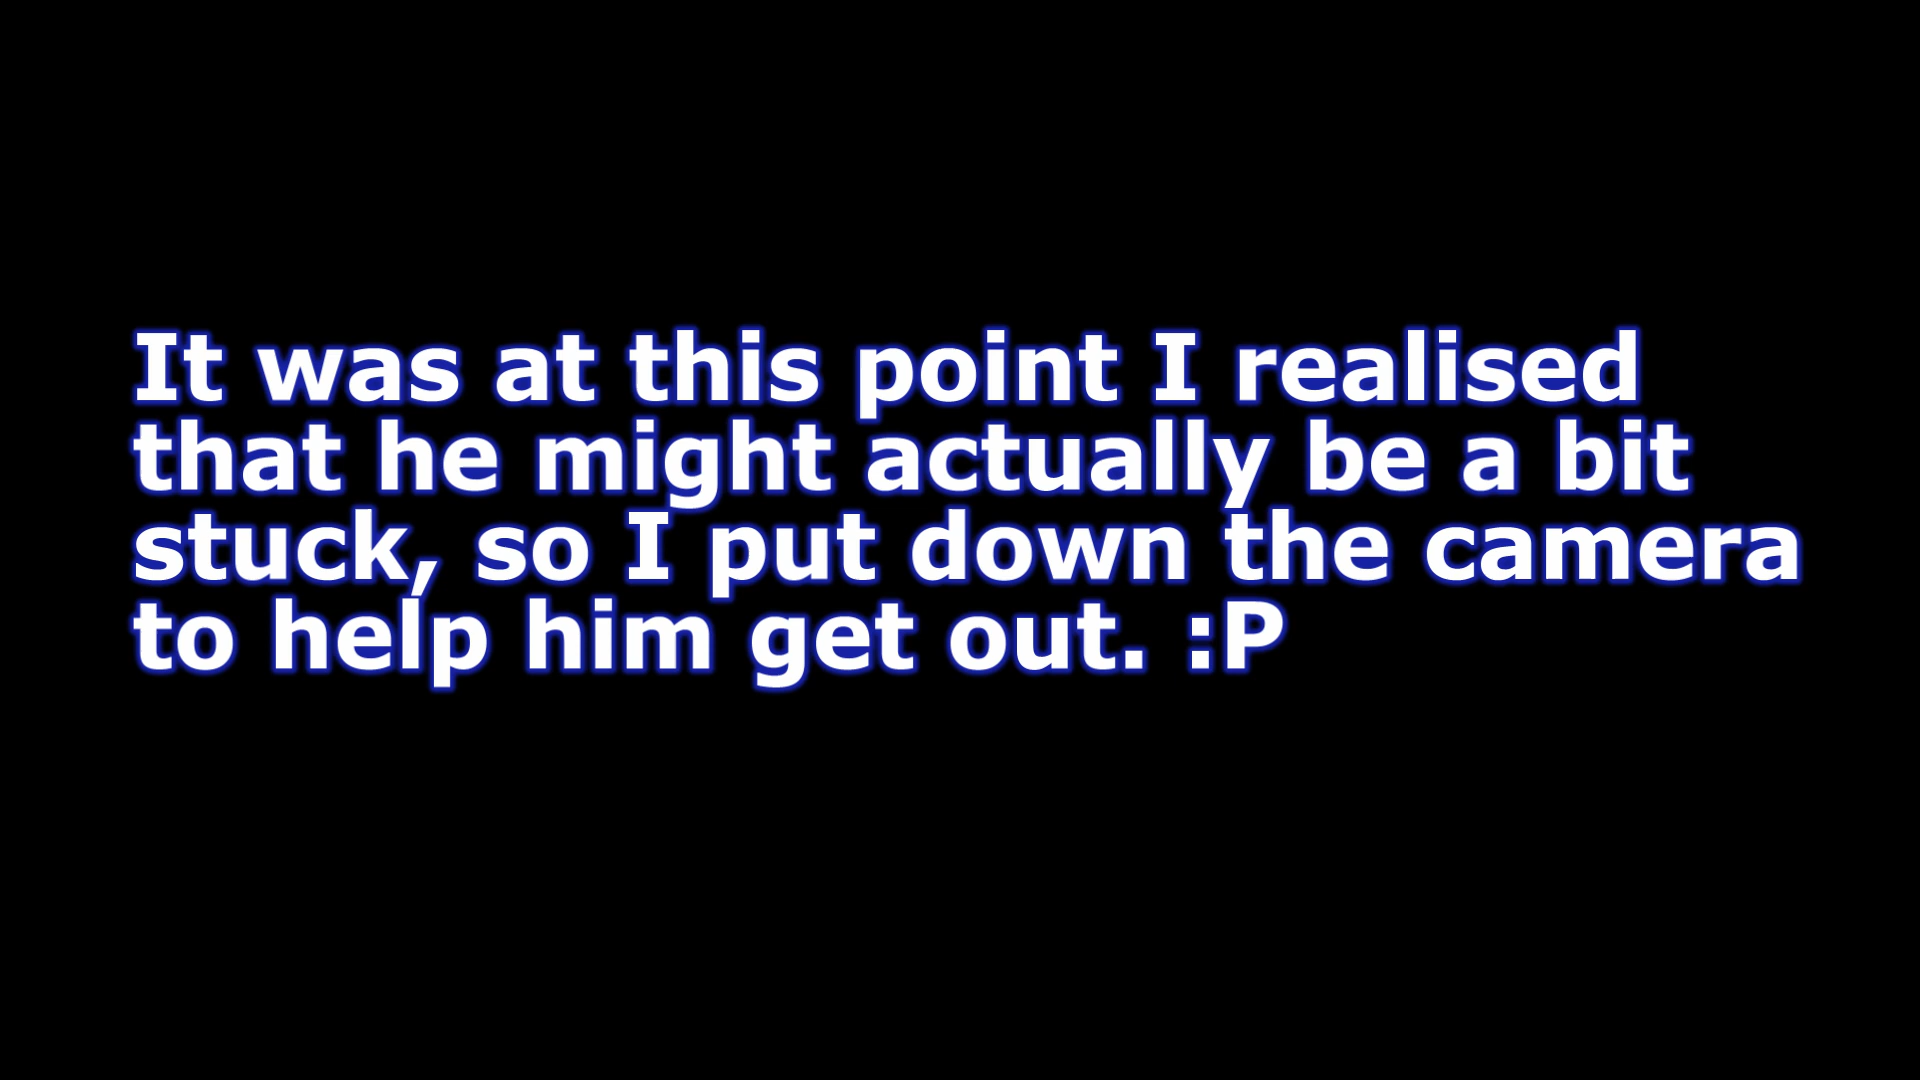 It was at this point I realised
that he might actually be a bit
stuck, so I put down the camera
to help him get out. :P